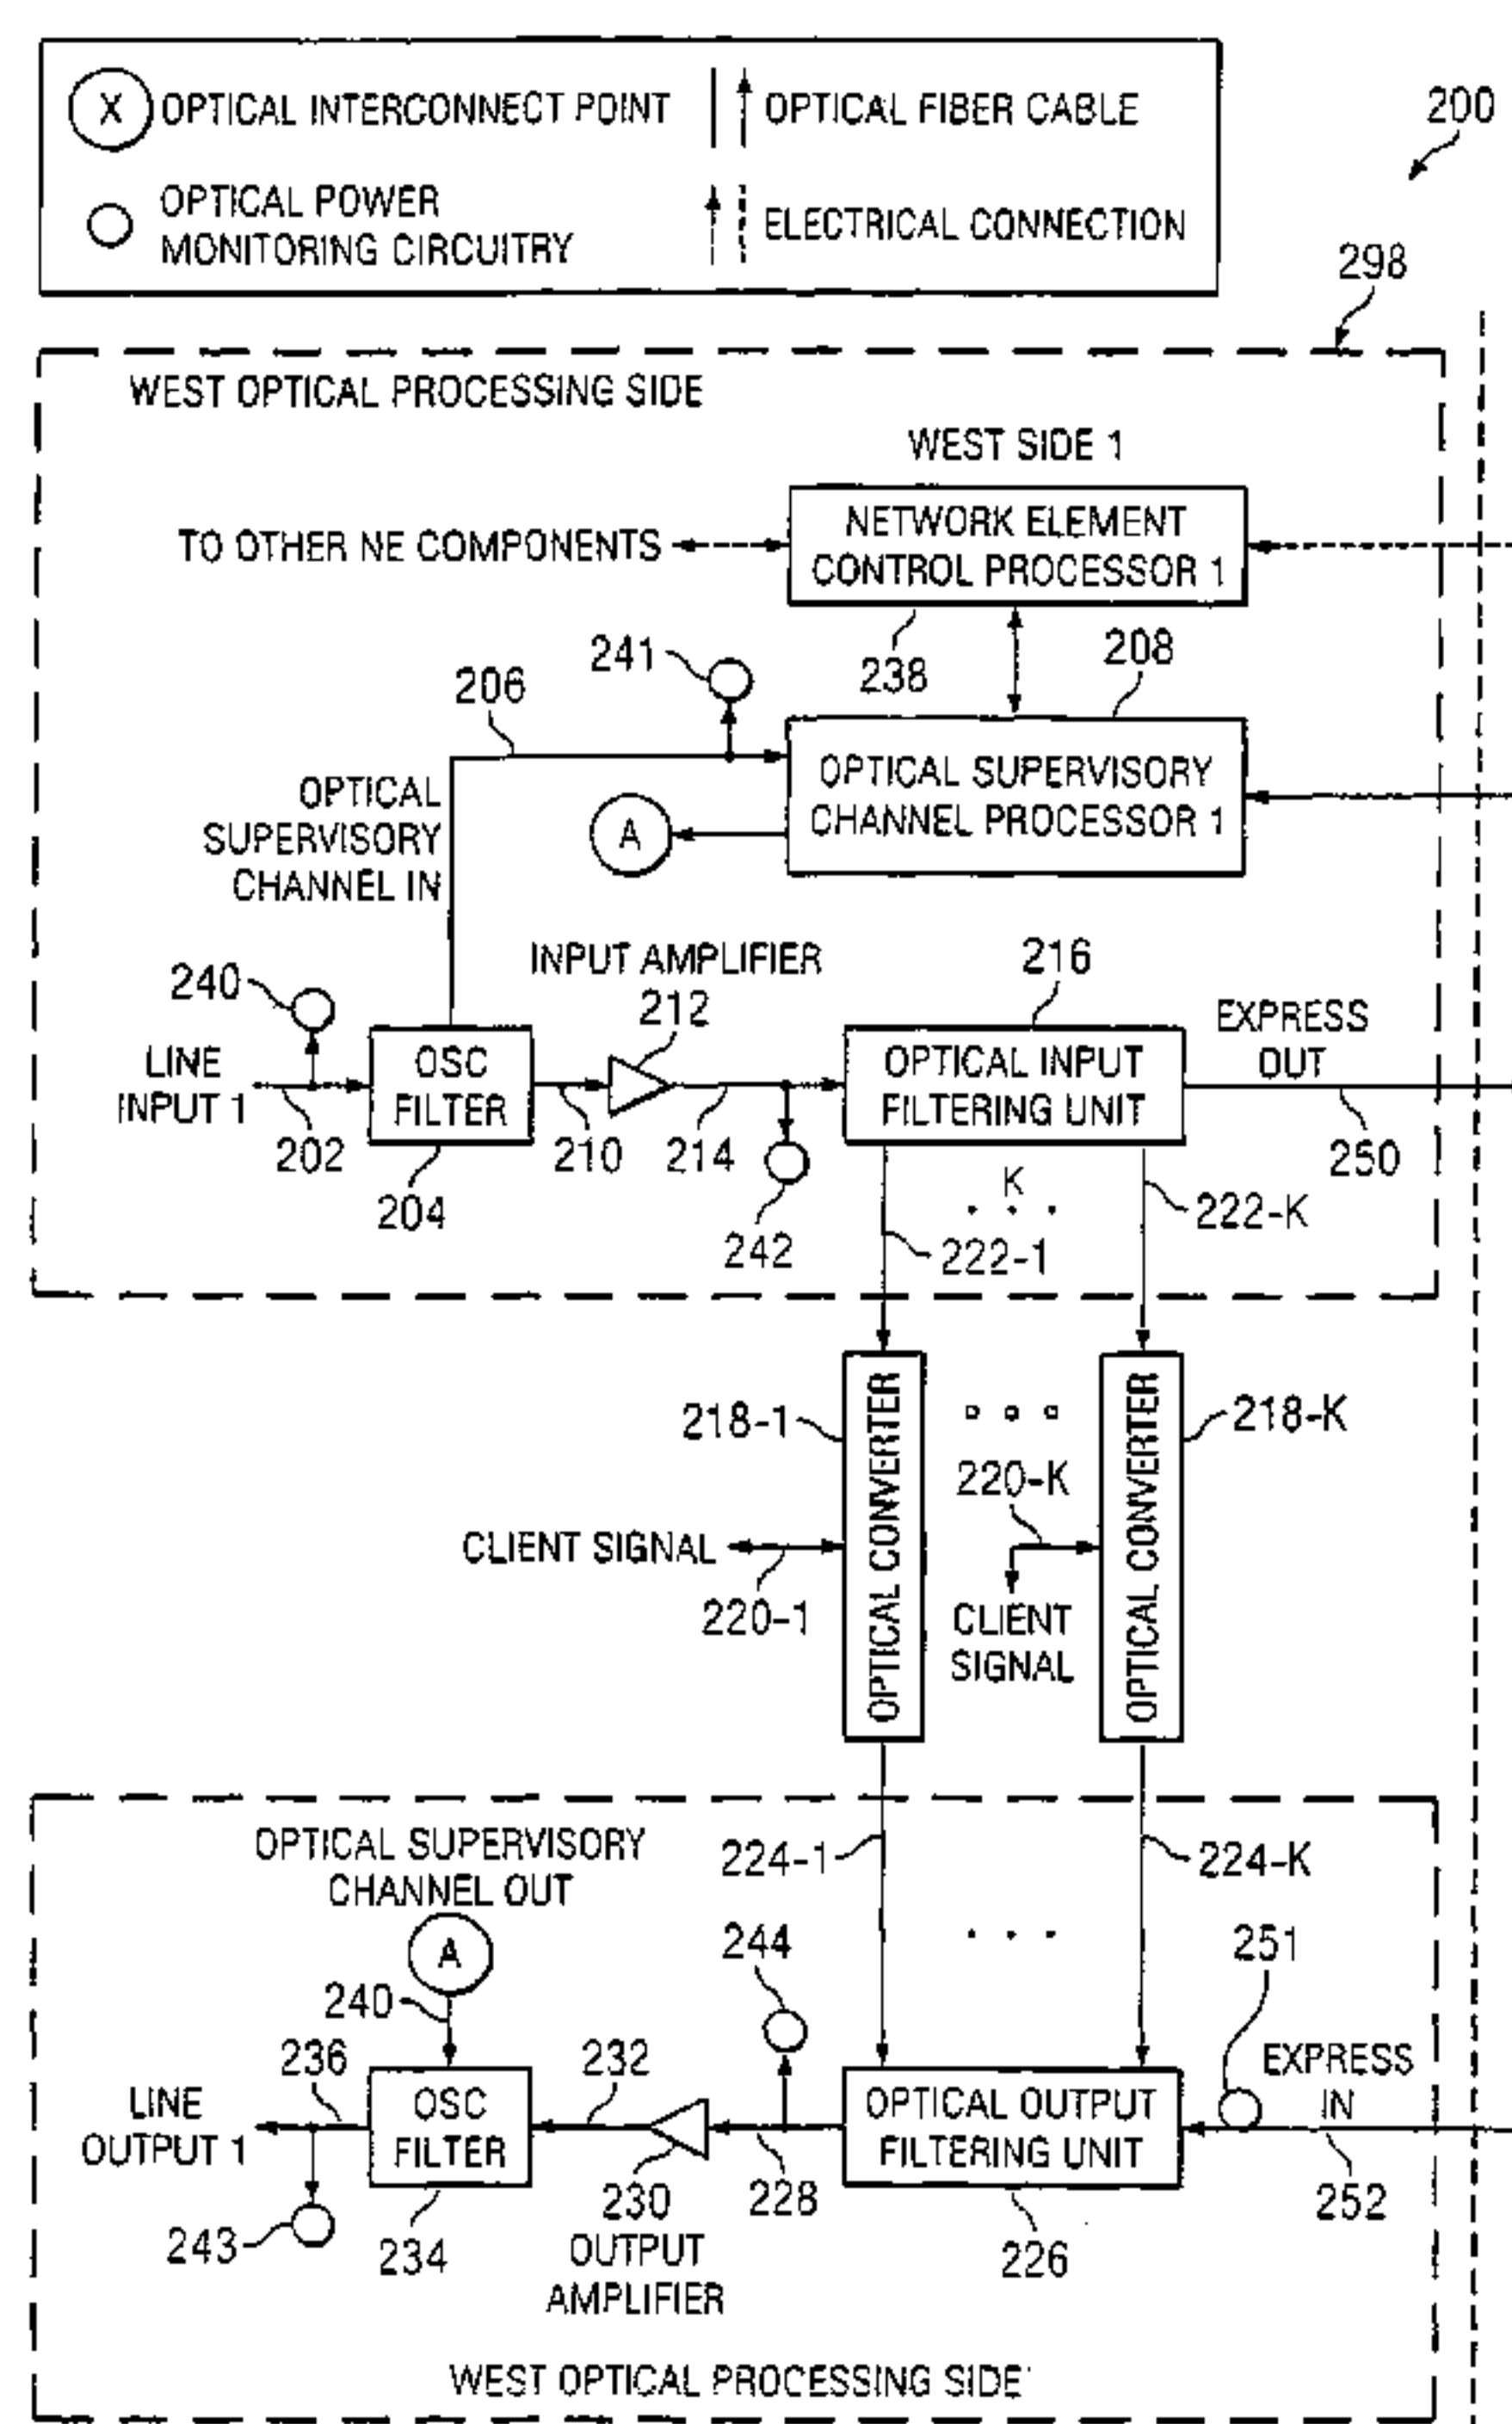 X OPTICAL INTERCONNECT POINT
OPTICAL FIBER CABLE
OPTICAL POWER
MONITORING CIRCUITRY
ELECTRICAL CONNECTION
200
298
WEST OPTICAL PROCESSING SIDE
WEST SIDE 1
NETWORK ELEMENT
CONTROL PROCESSOR 1
TO OTHER NE COMPONENTS
238
208
241
206
OPTICAL SUPERVISORY
CHANNEL PROCESSOR 1
A
OPTICAL
SUPERVISORY
CHANNEL IN
INPUT AMPLIFIER
212
216
240
LINE
INPUT 1
202
OSC
FILTER
204
210
214
242
OPTICAL INPUT
FILTERING UNIT
EXPRESS
OUT
250
K
. . .
222-1
222-K
218-1
OPTICAL CONVERTER
218-K
OPTICAL CONVERTER
220-K
CLIENT SIGNAL
220-1
CLIENT
SIGNAL
OPTICAL SUPERVISORY
CHANNEL OUT
A
240
224-1
224-K
. . .
244
251
236
232
LINE
OUTPUT 1
OSC
FILTER
OPTICAL OUTPUT
FILTERING UNIT
EXPRESS
IN
243
234
230
228
226
252
OUTPUT
AMPLIFIER
WEST OPTICAL PROCESSING SIDE